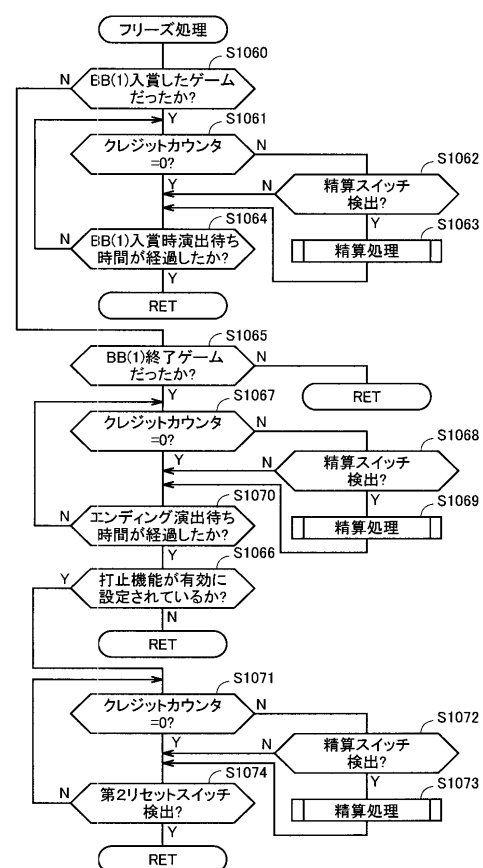 フリーズ処理
S1060
N
BB(1)入賞したゲーム
だったか?
Y
S1061
クレジットカウンタ
=0?
N
S1062
Y
N
精算スイッチ
検出?
S1064
Y
S1063
N
BB(1)入賞時演出待ち
時間が経過したか?
精算処理
Y
RET
S1065
BB(1)終了ゲーム
だったか?
N
Y
S1067
RET
クレジットカウンタ
=0?
N
S1068
Y
N
精算スイッチ
検出?
S1070
Y
S1069
N
エンディング演出待ち
時間が経過したか?
精算処理
Y
S1066
Y
打止機能が有効に
設定されているか?
N
RET
S1071
クレジットカウンタ
=0?
N
S1072
Y
N
精算スイッチ
検出?
S1074
Y
S1073
N
第2リセットスイッチ
検出?
精算処理
Y
RET